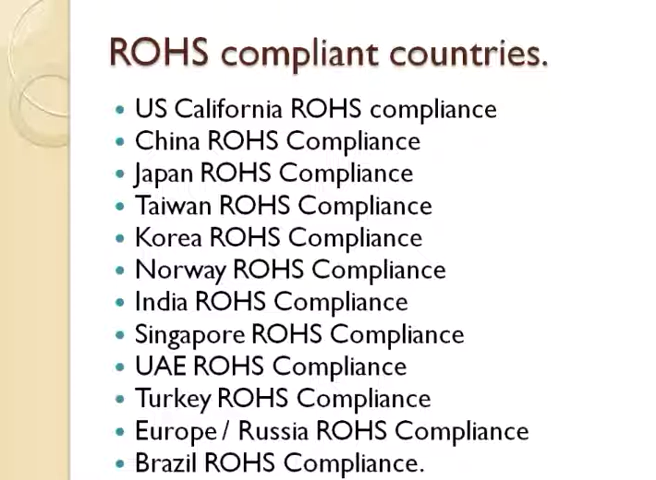 ROHS compliant countries.
• US California ROHS compliance
• China ROHS Compliance
• Japan ROHS Compliance
• Taiwan ROHS Compliance
• Korea ROHS Compliance
• Norway ROHS Compliance
• India ROHS Compliance
• Singapore ROHS Compliance
• UAE ROHS Compliance
• Turkey ROHS Compliance
• Europe / Russia ROHS Compliance
• Brazil ROHS Compliance.